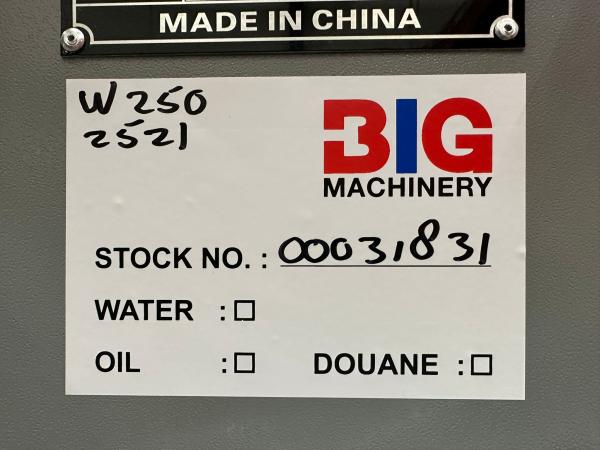 MADE IN CHINA
W250
2521
BIG
MACHINERY
STOCK NO. : 00031831
WATER : ☐
OIL : ☐ DOUANE : ☐